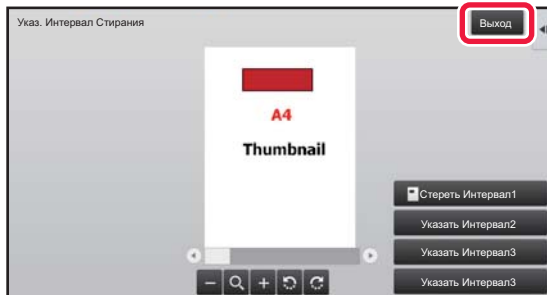 Указ. Интервал Стирания
Выход
A4
Thumbnail
Стереть Интервал1
Указать Интервал2
Указать Интервал3
Указать Интервал3